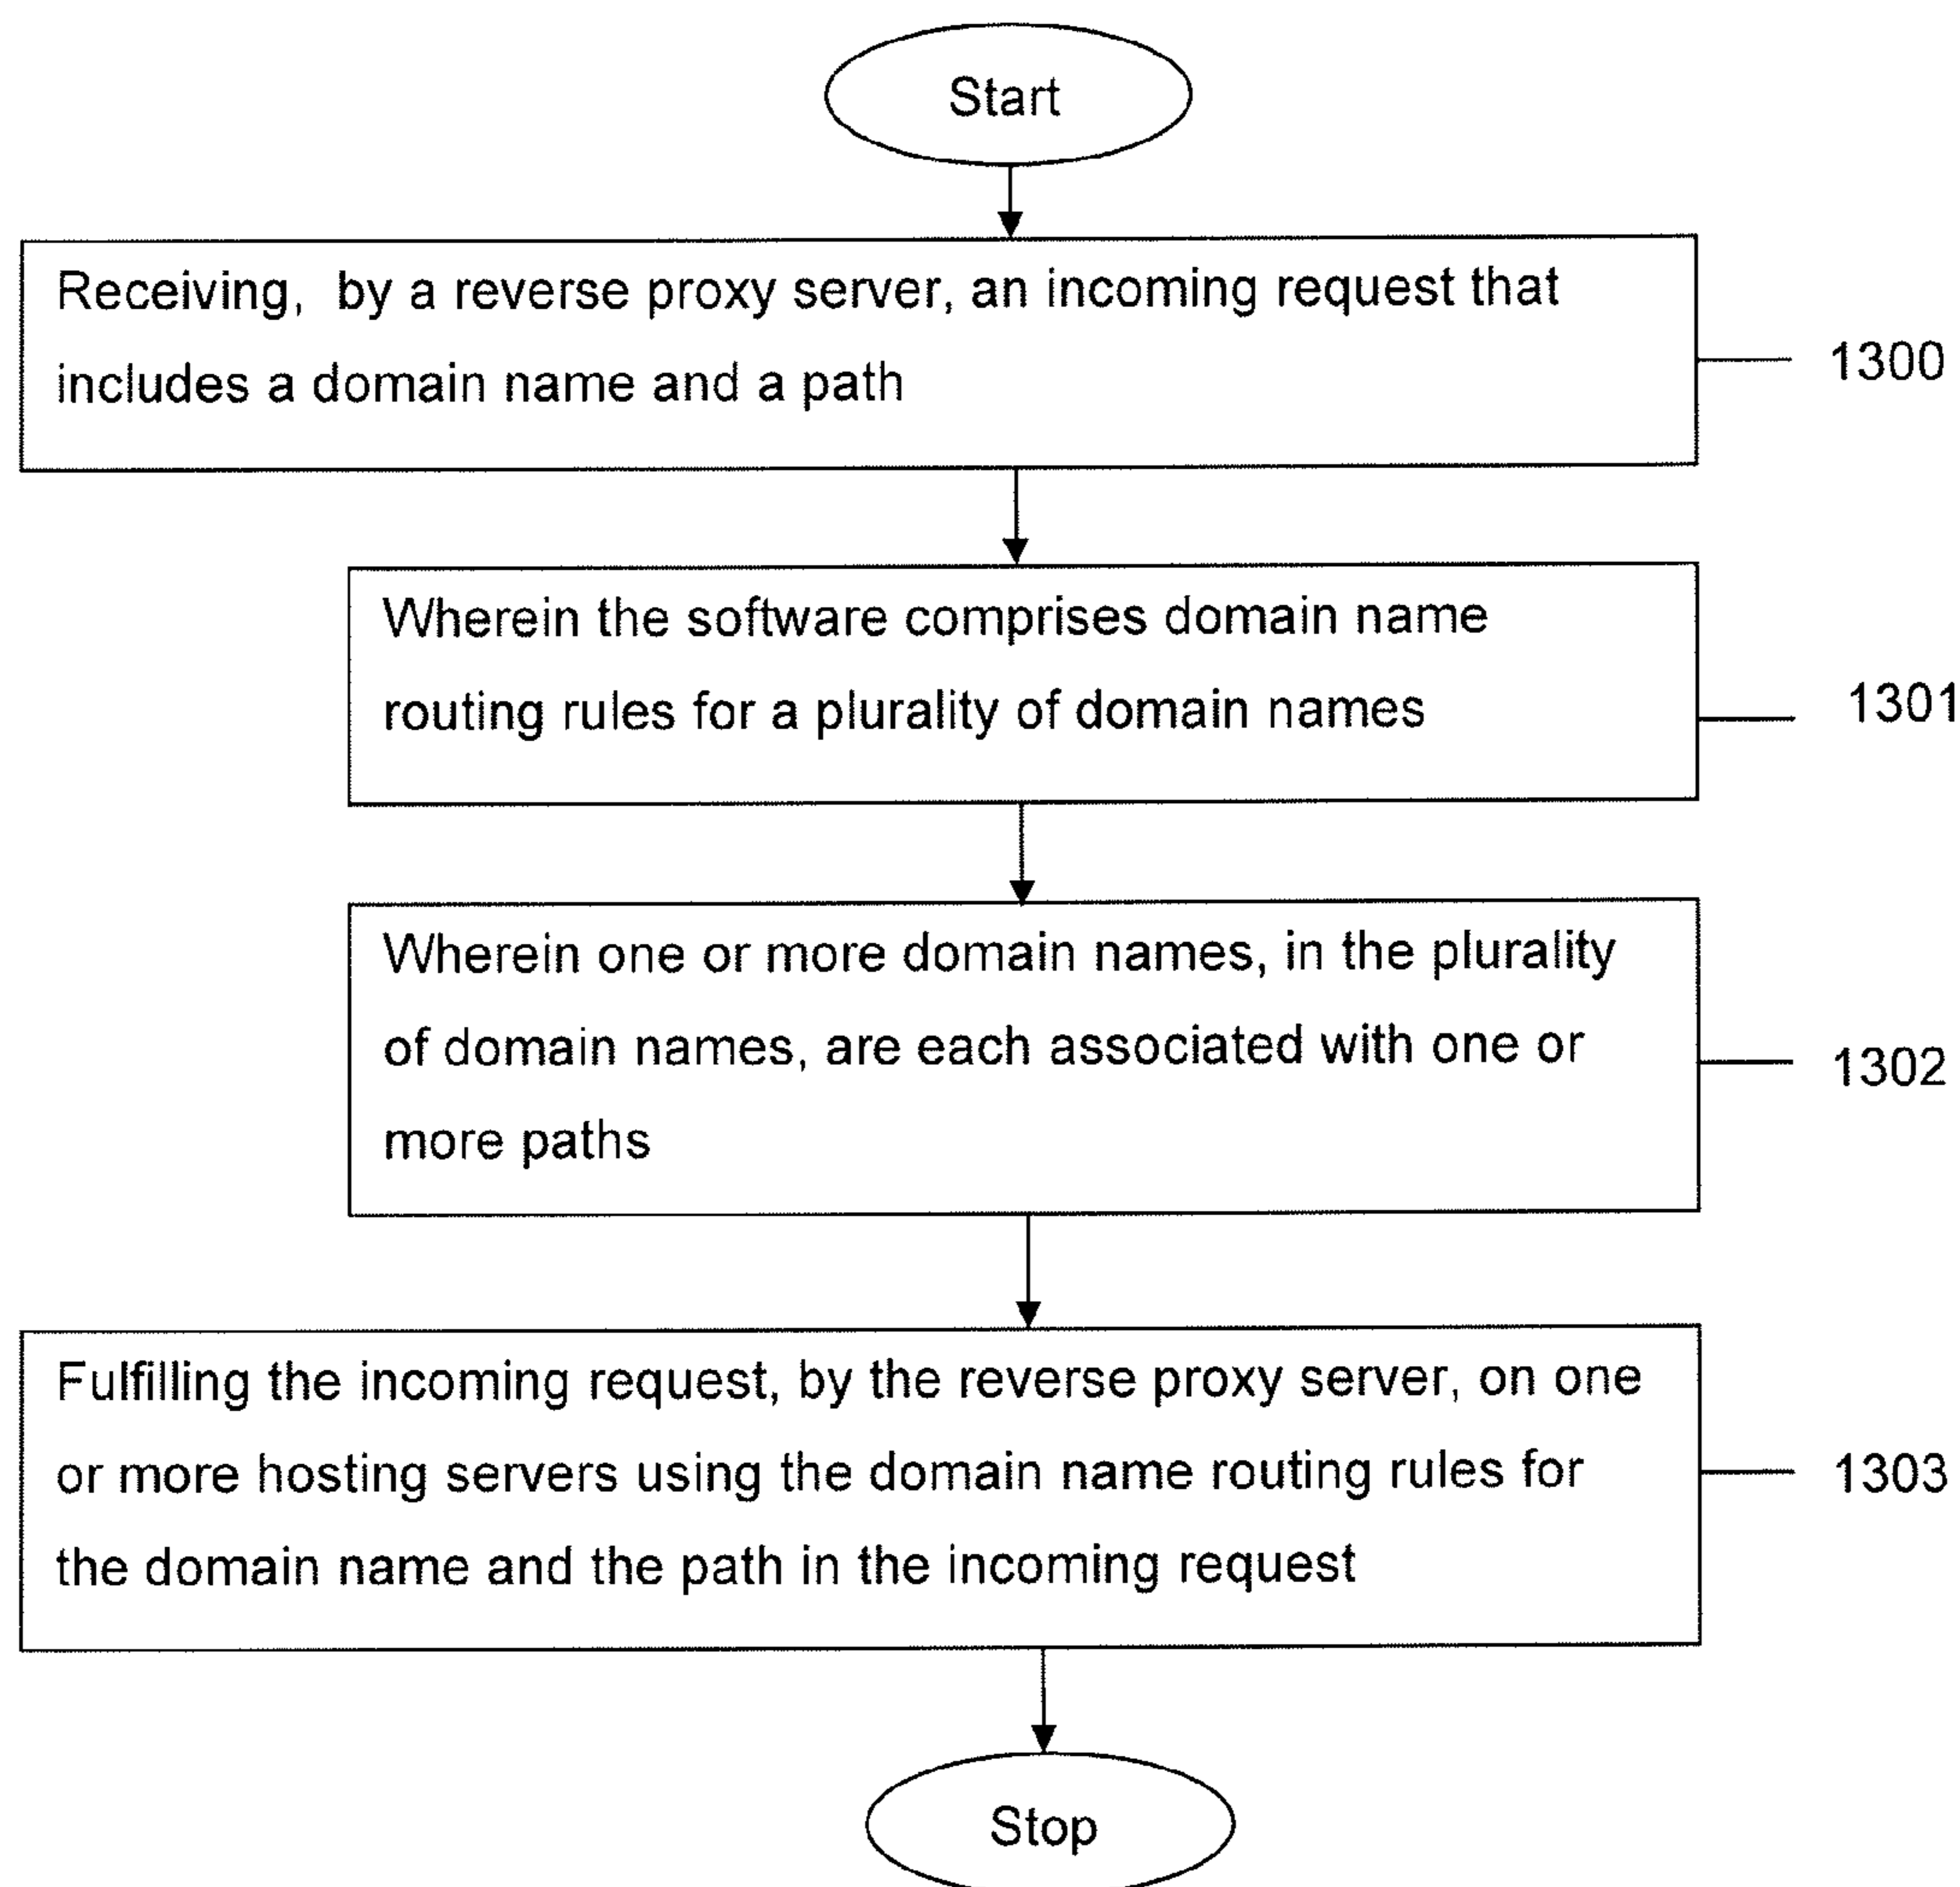 Start
Receiving, by a reverse proxy server, an incoming request that
includes a domain name and a path
1300
Wherein the software comprises domain name
routing rules for a plurality of domain names
1301
Wherein one or more domain names, in the plurality
of domain names, are each associated with one or
more paths
1302
Fulfilling the incoming request, by the reverse proxy server, on one
or more hosting servers using the domain name routing rules for
the domain name and the path in the incoming request
1303
Stop